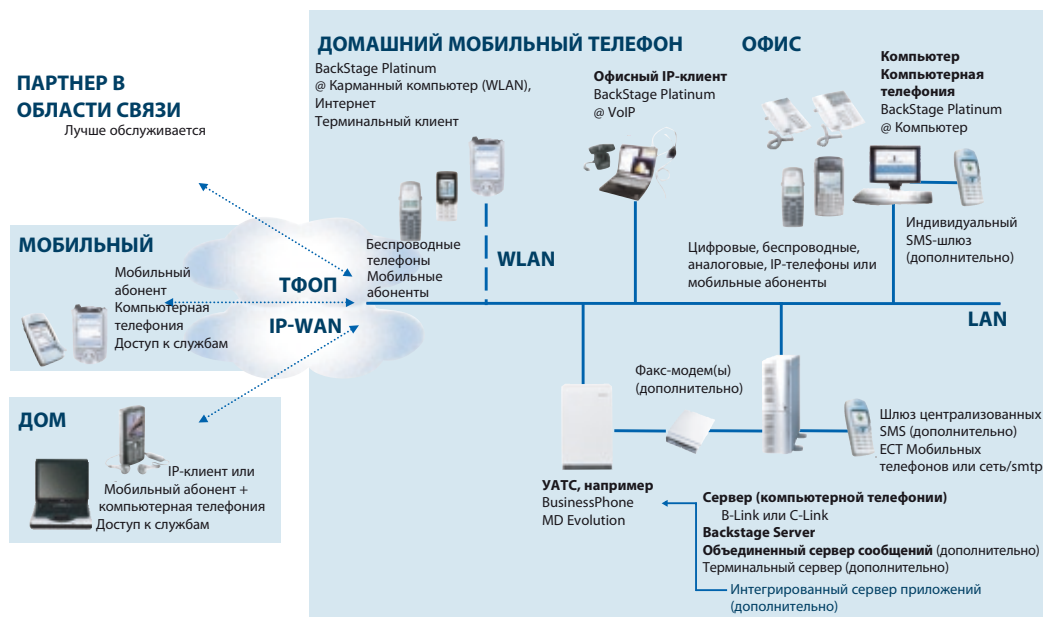 ПАРТНЕР В
ОБЛАСТИ СВЯЗИ
Лучше обслуживается
МОБИЛЬНЫЙ
Мобильный
абонент
Компьютерная
телефония
Доступ к службам
ДОМ
IP-клиент или
Мобильный абонент +
компьютерная телефония
Доступ к службам
ТФОП
IP-WAN
ДОМАШНИЙ МОБИЛЬНЫЙ ТЕЛЕФОН
BackStage Platinum
@ Карманный компьютер (WLAN),
Интернет
Терминальный клиент
Беспроводные
телефоны
Мобильные
абоненты
WLAN
Офисный IP-клиент
BackStage Platinum
@ VoIP
ОФИС
Компьютер
Компьютерная
телефония
BackStage Platinum
@ Компьютер
Цифровые, беспроводные,
аналоговые, IP-телефоны или
мобильные абоненты
Индивидуальный
SMS-шлюз
(дополнительно)
LAN
Факс-модем(ы)
(дополнительно)
Шлюз централизованных
SMS (дополнительно)
ECT Мобильных
телефонов или сеть/smtp
УАТС, например
BusinessPhone
MD Evolution
Сервер (компьютерной телефонии)
B-Link или C-Link
Backstage Server
Объединенный сервер сообщений (дополнительно)
Терминальный сервер (дополнительно)
Интегрированный сервер приложений
(дополнительно)